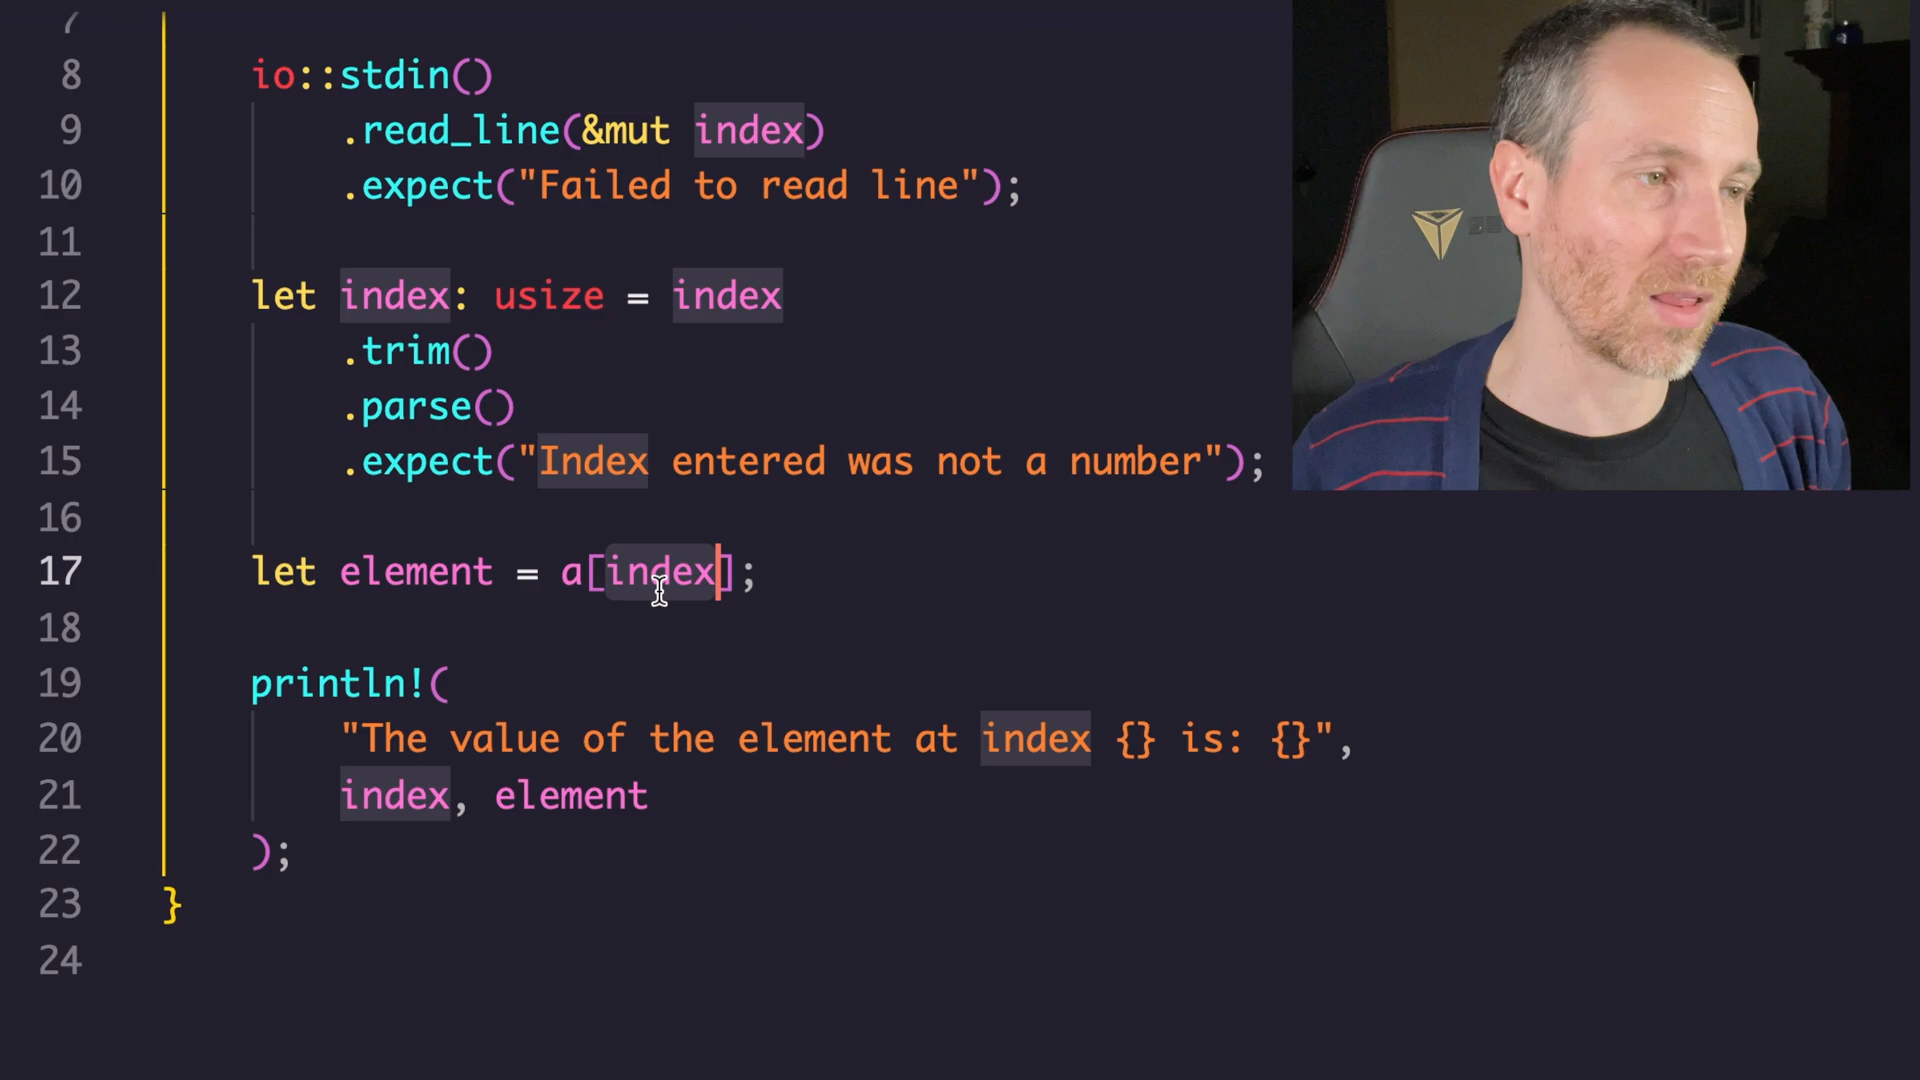 7
8 io::stdin()
9 .read_line(&mut index)
10 .expect("Failed to read line");
11
12 let index: usize = index
13 .trim()
14 .parse()
15 .expect("Index entered was not a number");
16
17 let element = a[index];
18
19 println!(
20 "The value of the element at index {} is: {}",
21 index, element
22 );
23 }
24